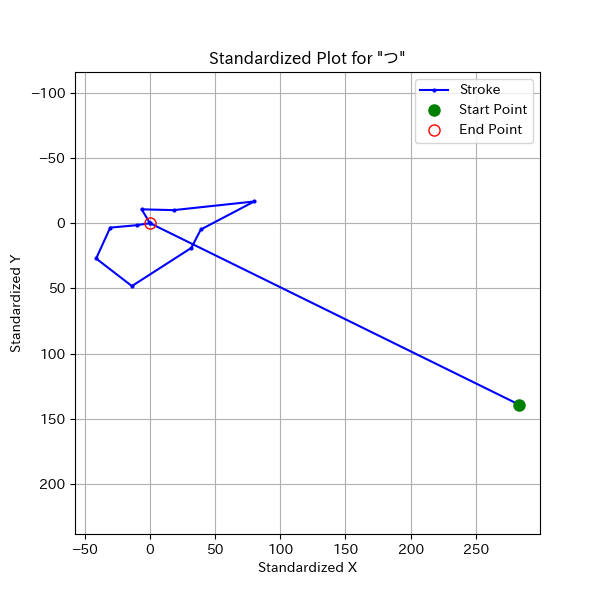 Standardized Plot for "つ"
Stroke
Start Point
End Point
−100
−50
0
50
100
150
200
Standardized Y
−50 0 50 100 150 200 250
Standardized X